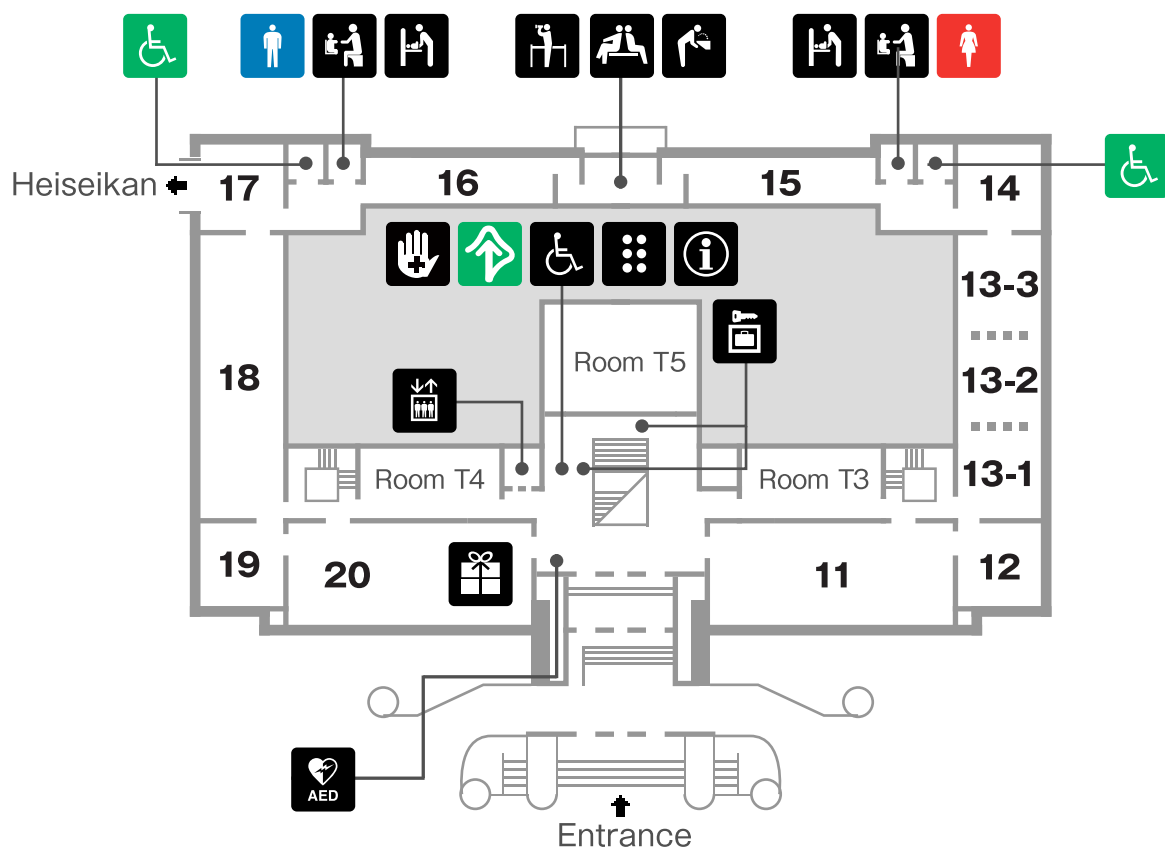 Heiseikan
17
16
15
14
13-3
Room T5
18
13-2
Room T4
Room T3
13-1
19
20
11
12
AED
Entrance